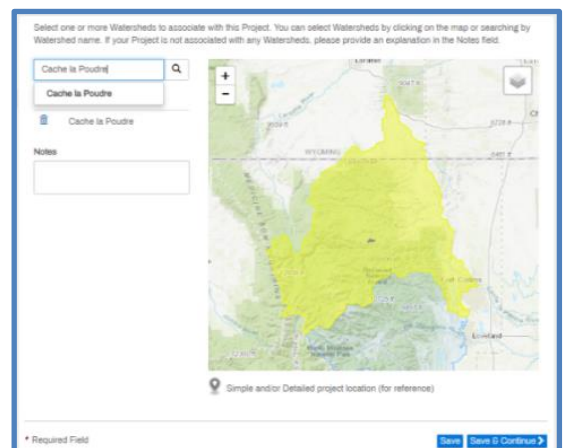 Select one or more Watersheds to associate with this Project. You can select Watersheds by clicking on the map or searching by
Watershed name. If your Project is not associated with any Watersheds, please provide an explanation in the Notes field.
Cache la Poudre
Cache la Poudre
Cache la Poudre
Notes
+
-
Laramie
WYOMING
MEDICINE BOW
Fort Collins
Loveland
Simple and/or Detailed project location (for reference)
* Required Field
Save
Save & Continue